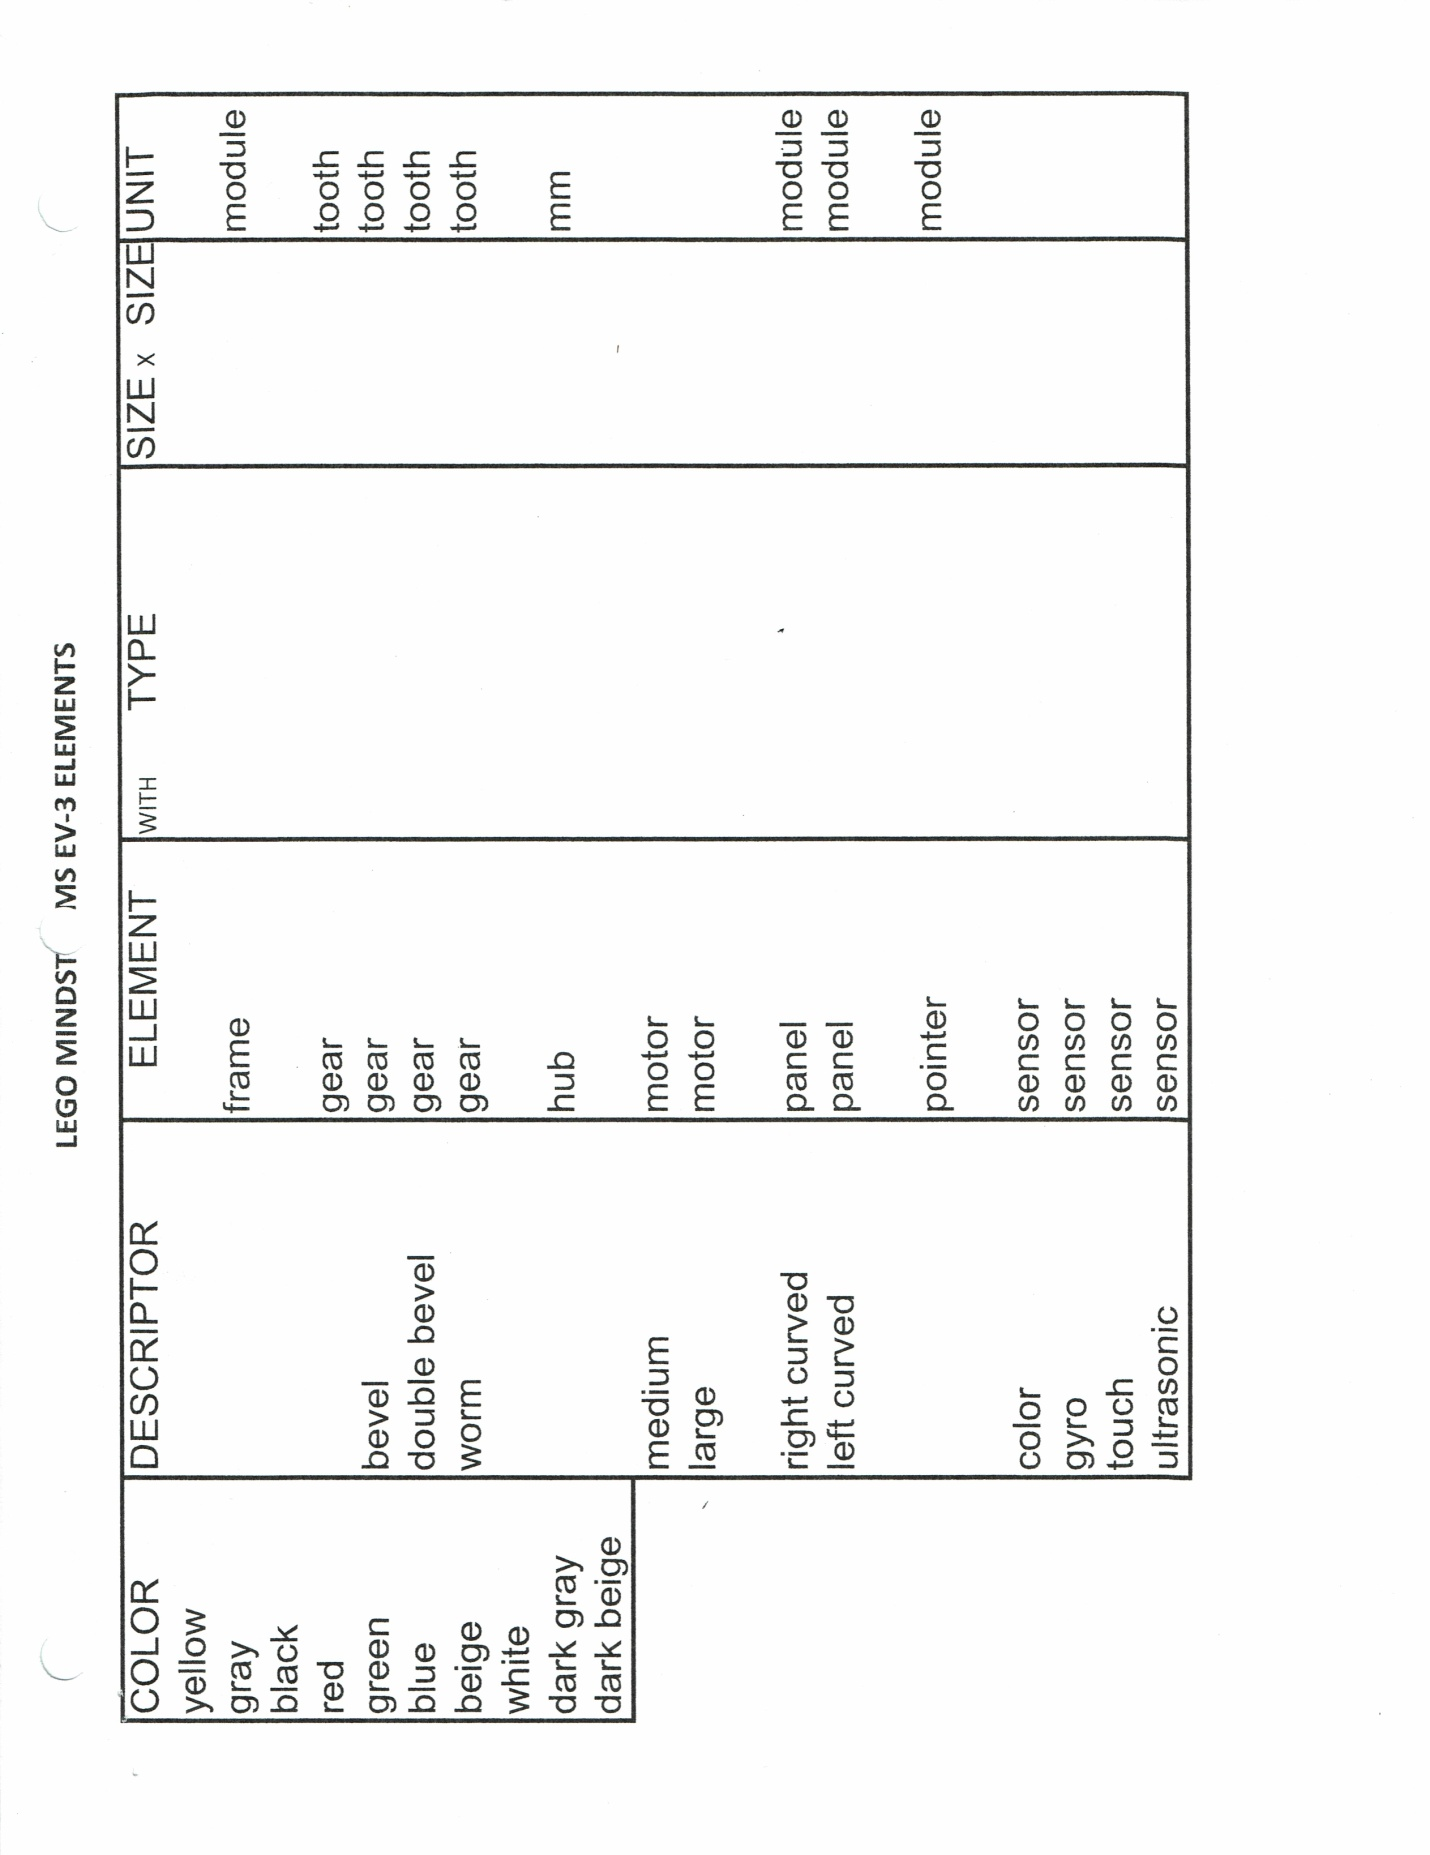 LEGO MINDST MS EV-3 ELEMENTS
COLOR DESCRIPTOR ELEMENT WITH TYPE SIZE x SIZE UNIT
yellow
gray frame module
black
red gear tooth
green bevel gear tooth
blue double bevel gear tooth
beige worm gear tooth
white
dark gray hub mm
dark beige
medium motor
large motor
right curved panel module
left curved panel module
pointer module
color sensor
gyro sensor
touch sensor
ultrasonic sensor